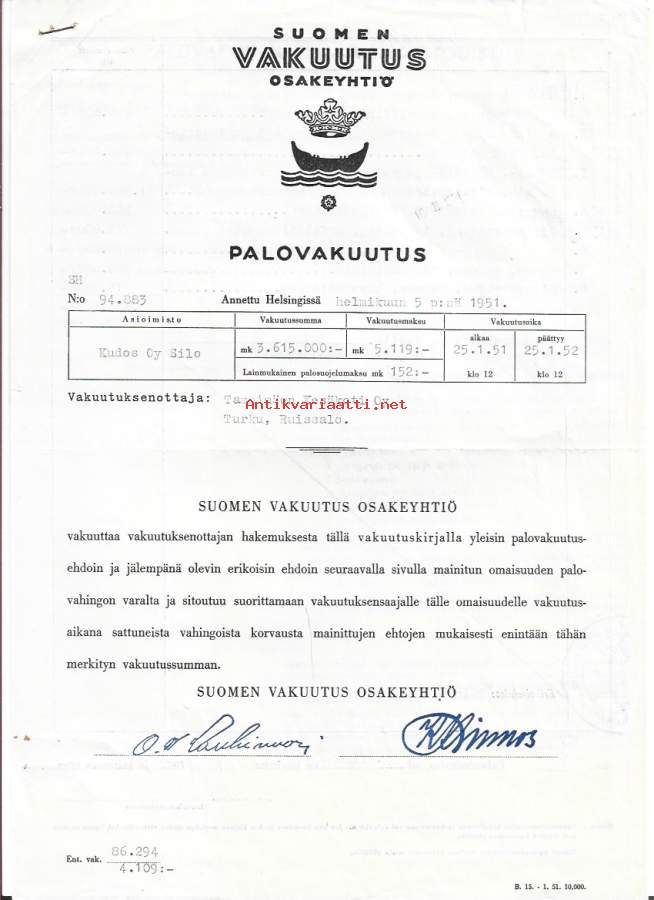 SUOMEN
VAKUUTUS
OSAKEYHTIÖ
PALOVAKUUTUS
SH
N:o 94.883 Annettu Helsingissä helmikuun 5 p:nä 1951.
Asioimisto Vakuutussumma Vakuutusmaksu Vakuutusaika
Kudos Oy Silo mk 3.615.000:- mk 5.119:- alkaa 25.1.51 klo 12 päättyy 25.1.52 klo 12
Lainmukainen palosuojelumaksu mk 152:-
Vakuutuksenottaja: Oy
Antikvariaatti.net
Turku, Ruissalo.
SUOMEN VAKUUTUS OSAKEYHTIÖ
vakuuttaa vakuutuksenottajan hakemuksesta tällä vakuutuskirjalla yleisin palovakuutus-
ehdoin ja jälempänä olevin erikoisin ehdoin seuraavalla sivulla mainitun omaisuuden palo-
vahingon varalta ja sitoutuu suorittamaan vakuutuksensaajalle tälle omaisuudelle vakuutus-
aikana sattuneista vahingoista korvausta mainittujen ehtojen mukaisesti enintään tähän
merkityn vakuutussumman.
SUOMEN VAKUUTUS OSAKEYHTIÖ
Ent. vak. 86.294
4.109:-
B. 15. - 1. 51. 10,000.